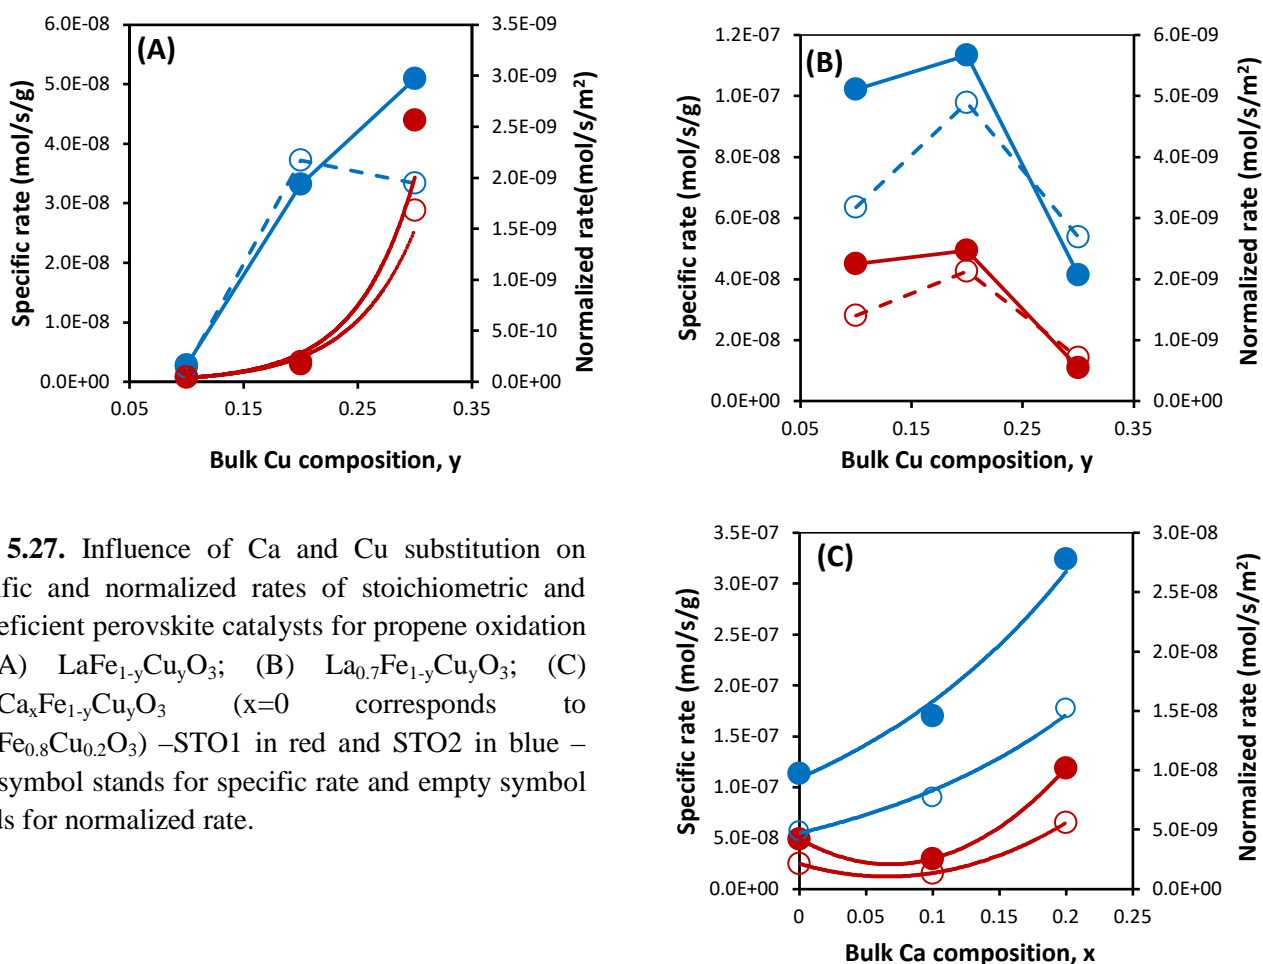 6.0E-08
5.0E-08
4.0E-08
3.0E-08
2.0E-08
1.0E-08
0.0E+00
3.5E-09
3.0E-09
2.5E-09
2.0E-09
1.5E-09
1.0E-09
5.0E-10
0.0E+00
0.05 0.15 0.25 0.35
(A)
Specific rate (mol/s/g)
Normalized rate(mol/s/m2)
Bulk Cu composition, y
1.2E-07
1.0E-07
8.0E-08
6.0E-08
4.0E-08
2.0E-08
0.0E+00
6.0E-09
5.0E-09
4.0E-09
3.0E-09
2.0E-09
1.0E-09
0.0E+00
0.05 0.15 0.25 0.35
(B)
Specific rate (mol/s/g)
Normalized rate (mol/s/m2)
Bulk Cu composition, y
5.27. Influence of Ca and Cu substitution on
ific and normalized rates of stoichiometric and
eficient perovskite catalysts for propene oxidation
A) LaFe1-yCuyO3; (B) La0.7Fe1-yCuyO3; (C)
CaxFe1-yCuyO3 (x=0 corresponds to
Fe0.8Cu0.2O3) –STO1 in red and STO2 in blue –
symbol stands for specific rate and empty symbol
ds for normalized rate.
3.5E-07
3.0E-07
2.5E-07
2.0E-07
1.5E-07
1.0E-07
5.0E-08
0.0E+00
3.0E-08
2.5E-08
2.0E-08
1.5E-08
1.0E-08
5.0E-09
0.0E+00
0 0.05 0.1 0.15 0.2 0.25
(C)
Specific rate (mol/s/g)
Normalized rate (mol/s/m2)
Bulk Ca composition, x